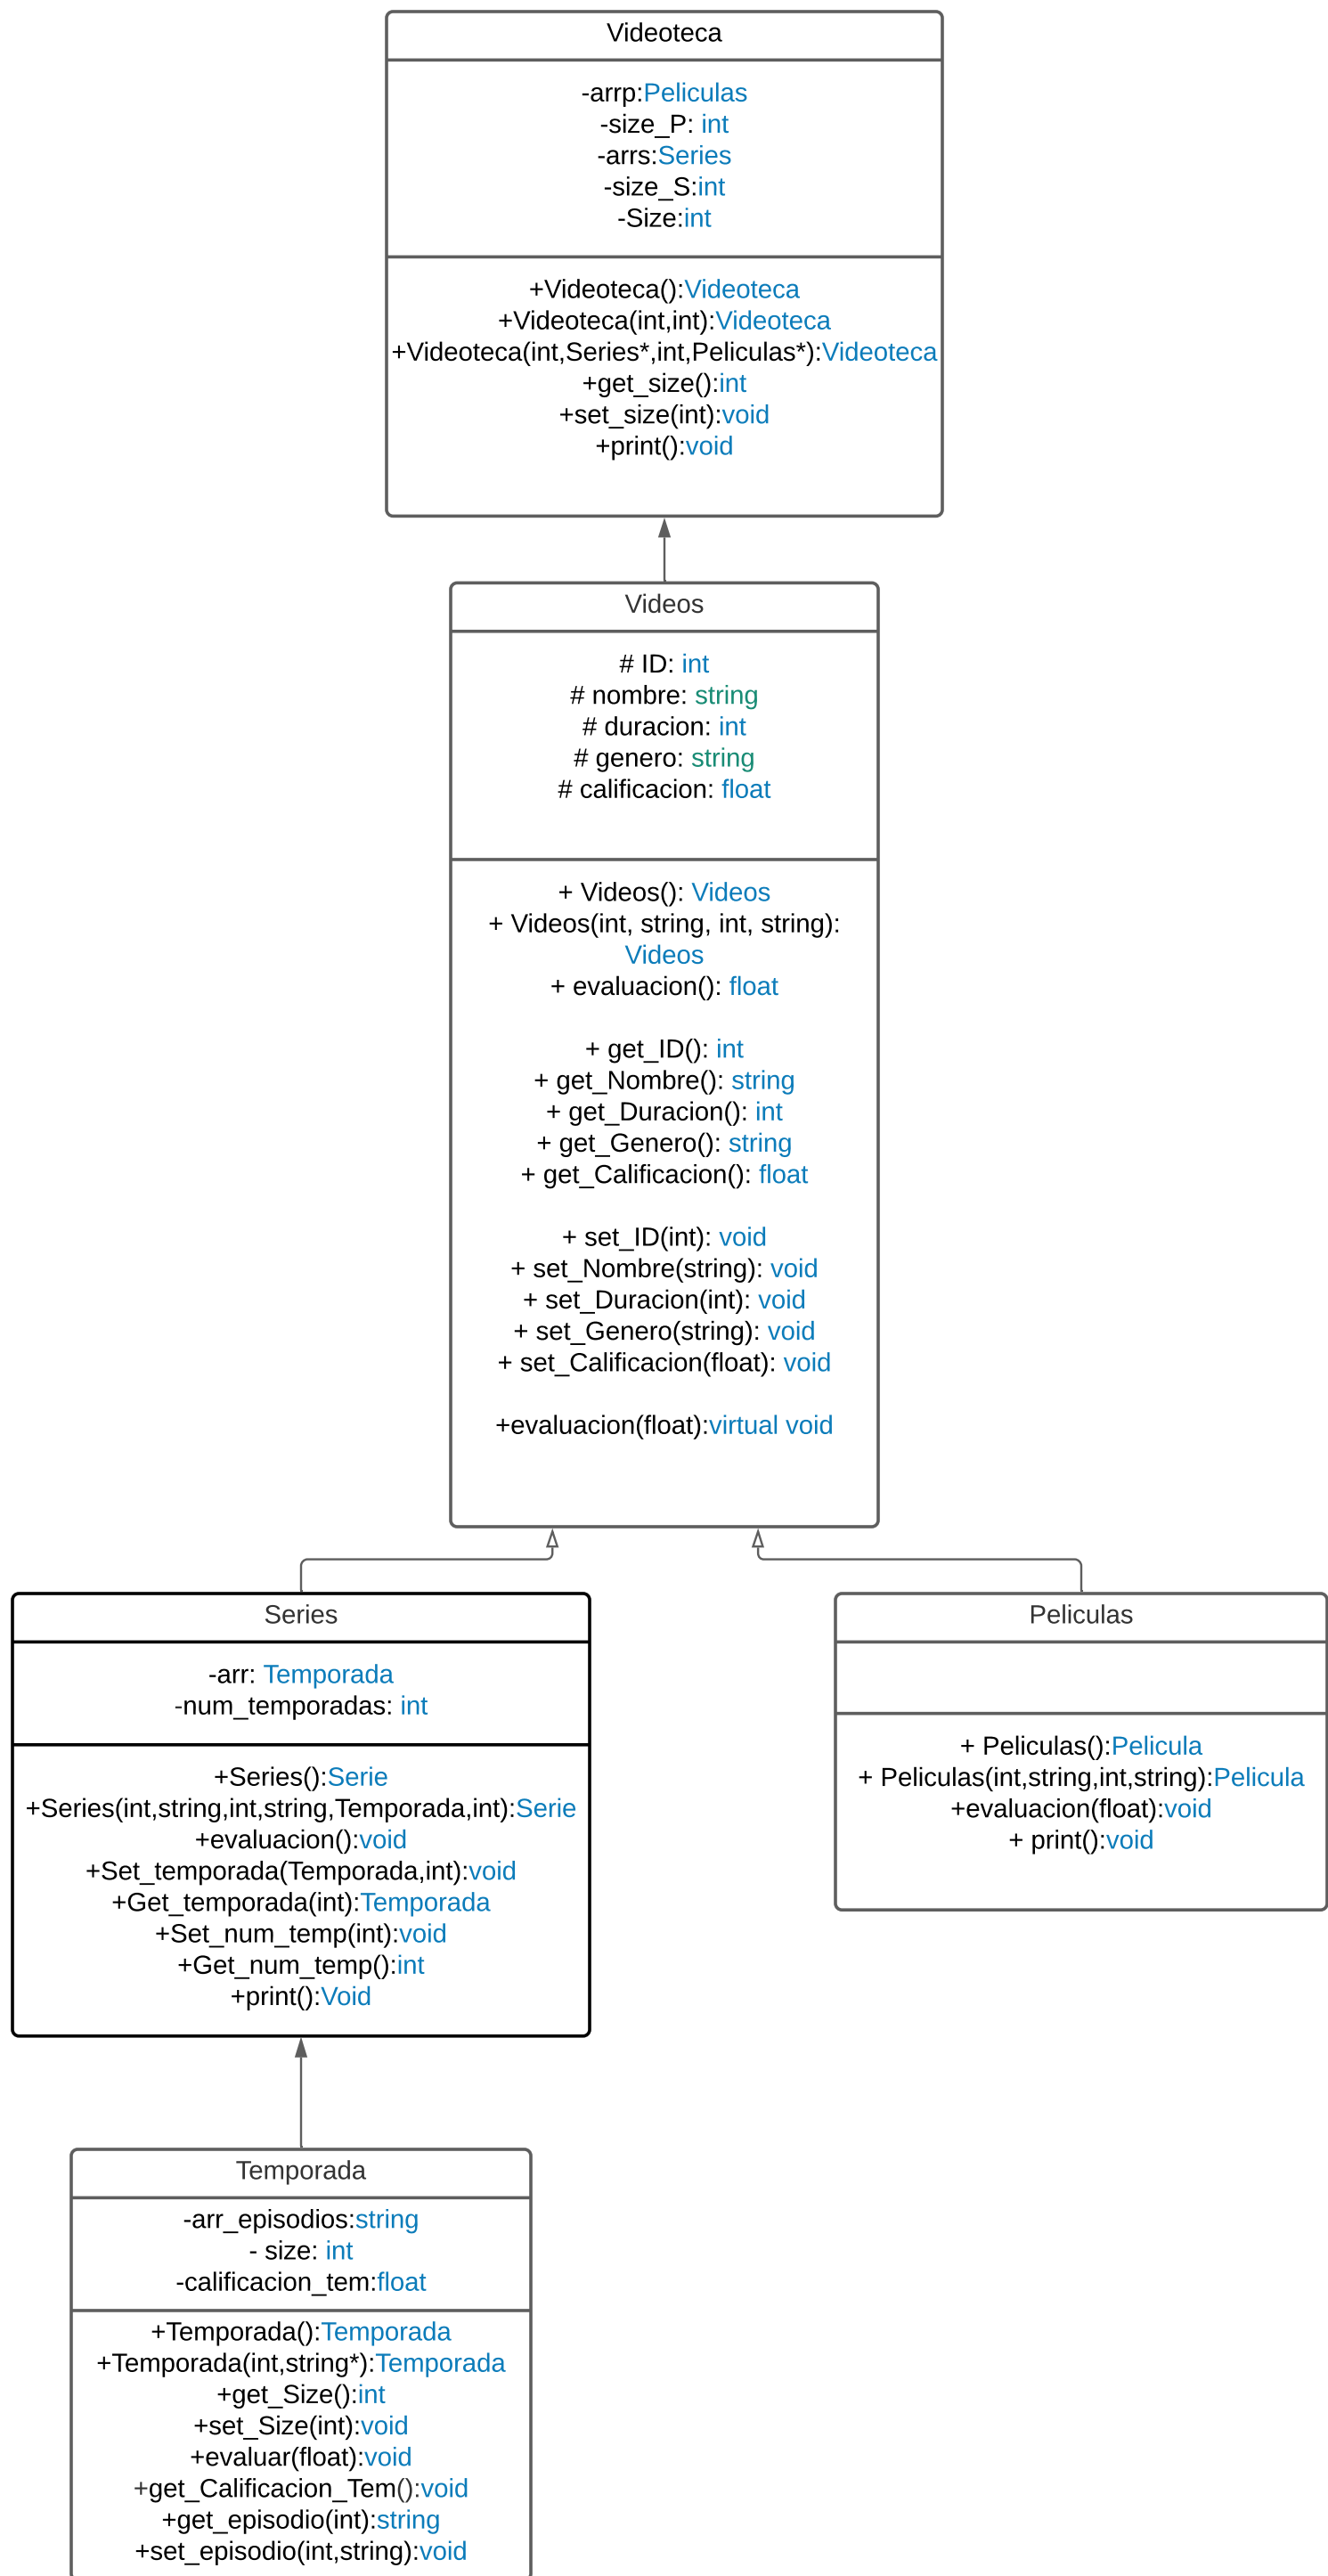 Videoteca
-arrp:Peliculas
-size_P: int
-arrs:Series
-size_S:int
-Size:int
+Videoteca():Videoteca
+Videoteca(int,int):Videoteca
+Videoteca(int,Series*,int,Peliculas*):Videoteca
+get_size():int
+set_size(int):void
+print():void
Videos
# ID: int
# nombre: string
# duracion: int
# genero: string
# calificacion: float
+ Videos(): Videos
+ Videos(int, string, int, string):
Videos
+ evaluacion(): float
+ get_ID(): int
+ get_Nombre(): string
+ get_Duracion(): int
+ get_Genero(): string
+ get_Calificacion(): float
+ set_ID(int): void
+ set_Nombre(string): void
+ set_Duracion(int): void
+ set_Genero(string): void
+ set_Calificacion(float): void
+evaluacion(float):virtual void
Series
-arr: Temporada
-num_temporadas: int
+Series():Serie
+Series(int,string,int,string,Temporada,int):Serie
+evaluacion():void
+Set_temporada(Temporada,int):void
+Get_temporada(int):Temporada
+Set_num_temp(int):void
+Get_num_temp():int
+print():Void
Peliculas
+ Peliculas():Pelicula
+ Peliculas(int,string,int,string):Pelicula
+evaluacion(float):void
+ print():void
Temporada
-arr_episodios:string
- size: int
-calificacion_tem:float
+Temporada():Temporada
+Temporada(int,string*):Temporada
+get_Size():int
+set_Size(int):void
+evaluar(float):void
+get_Calificacion_Tem():void
+get_episodio(int):string
+set_episodio(int,string):void